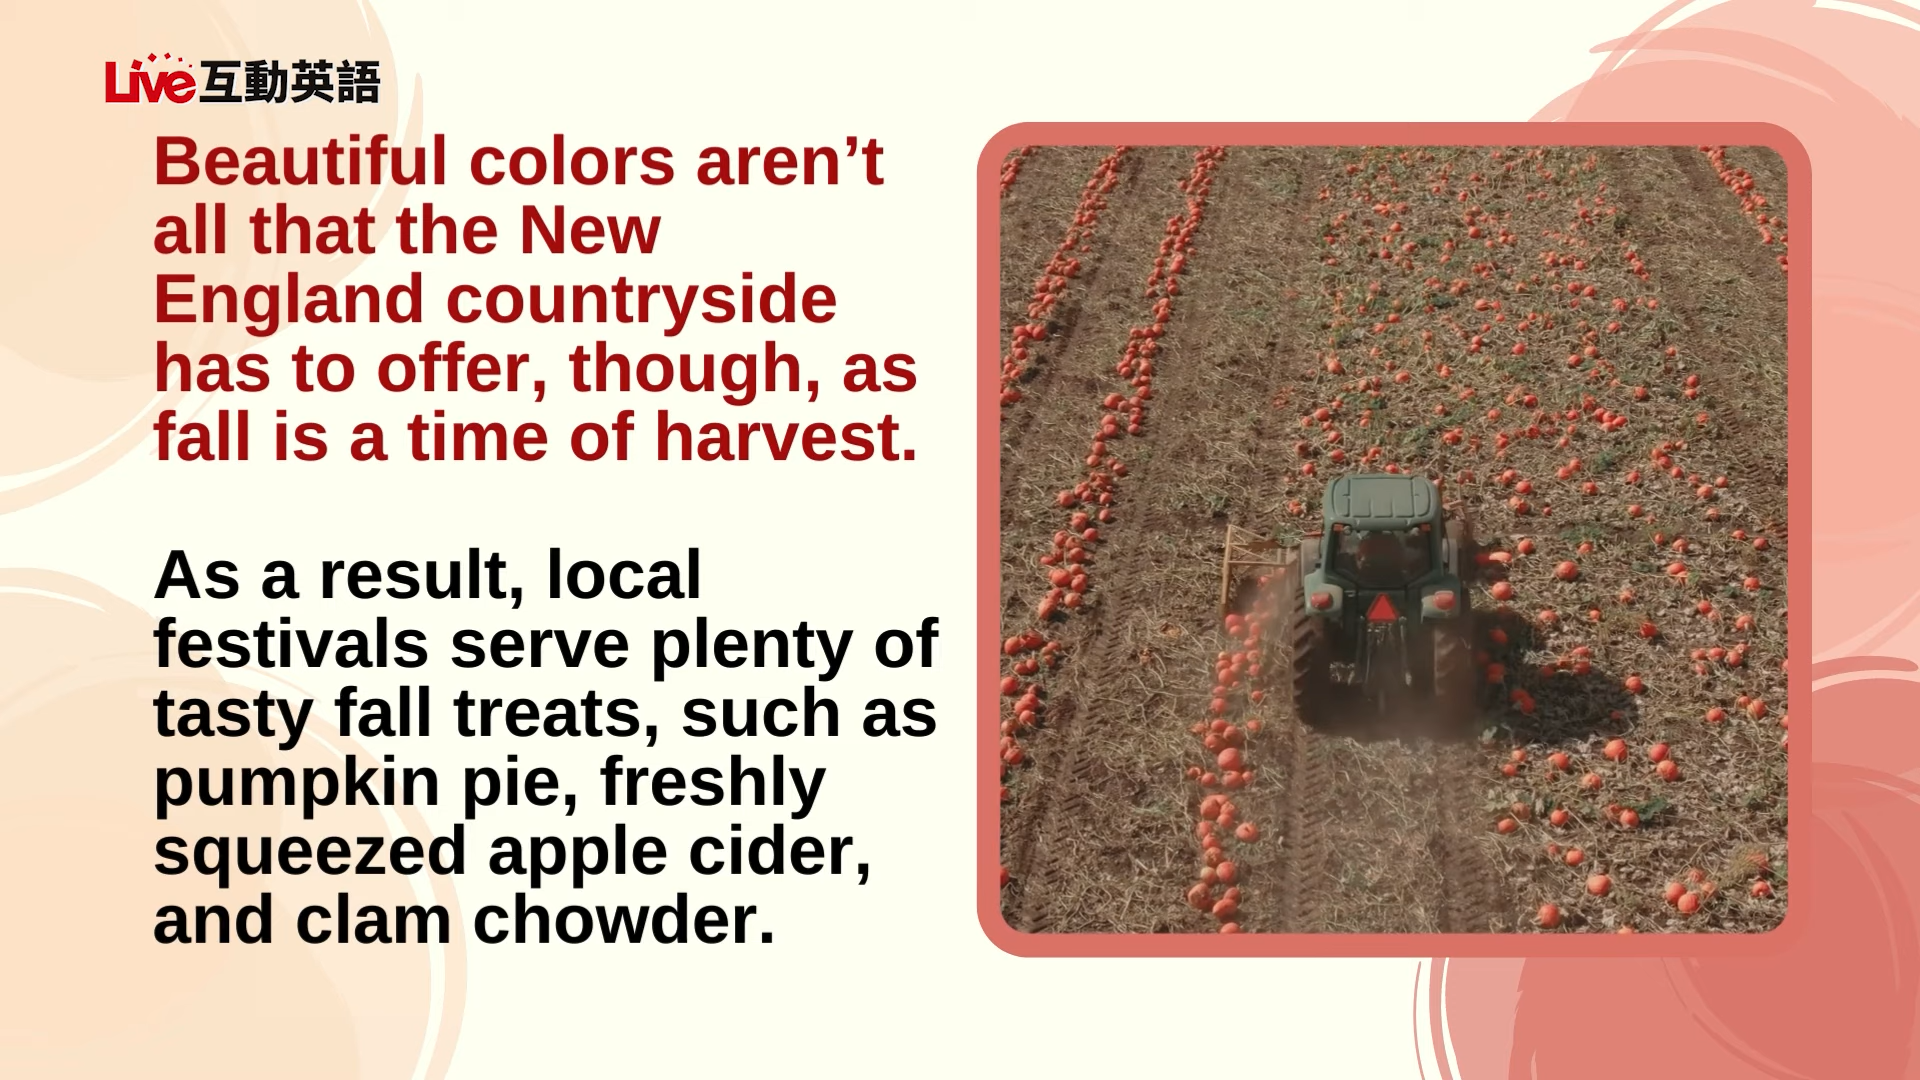 Live互動英語
Beautiful colors aren’t
all that the New
England countryside
has to offer, though, as
fall is a time of harvest.
As a result, local
festivals serve plenty of
tasty fall treats, such as
pumpkin pie, freshly
squeezed apple cider,
and clam chowder.